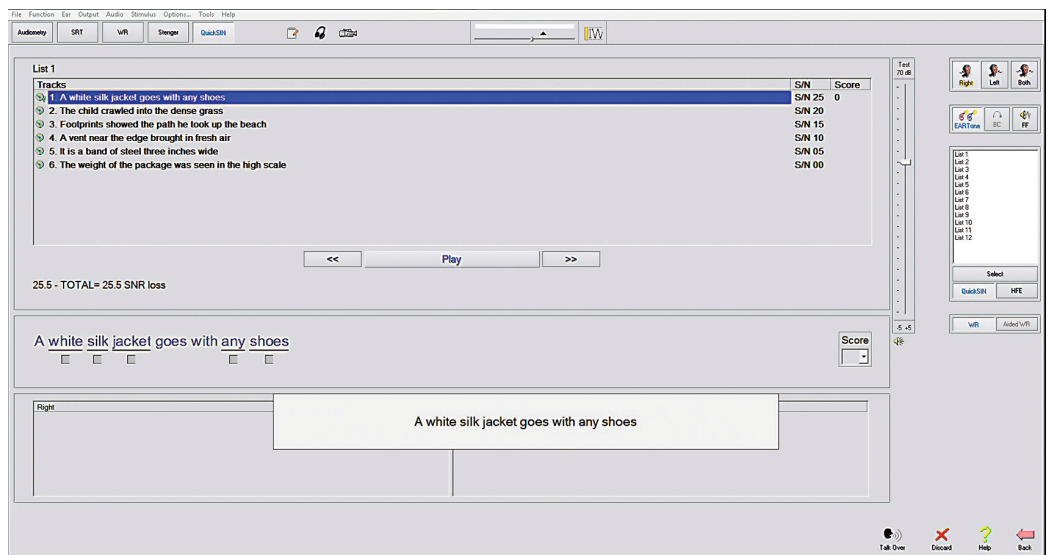 File Function Ear Output Audio Stimulus Options... Tools Help
Audiometry SRT WR Stenger QuickSIN
IW
List 1
Tracks S/N Score
1. A white silk jacket goes with any shoes S/N 25 0
2. The child crawled into the dense grass S/N 20
3. Footprints showed the path he took up the beach S/N 15
4. A vent near the edge brought in fresh air S/N 10
5. It is a band of steel three inches wide S/N 05
6. The weight of the package was seen in the high scale S/N 00
<< Play >>
25.5 - TOTAL= 25.5 SNR loss
A white silk jacket goes with any shoes
Score
Right
A white silk jacket goes with any shoes
Test
70 dB
-5 +5
Right Left Both
EARTone BC FF
List 1
List 2
List 3
List 4
List 5
List 6
List 7
List 8
List 9
List 10
List 11
List 12
Select
QuickSIN HFE
WR Aided WR
Talk Over Discard Help Back